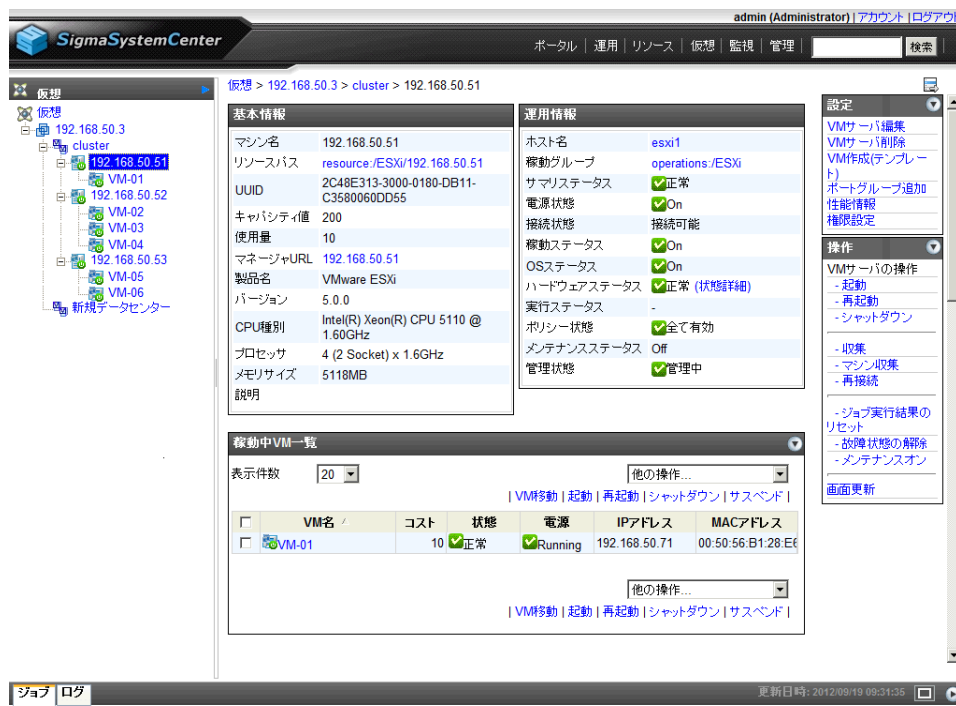 admin (Administrator) | アカウント | ログアウト
SigmaSystemCenter
ポータル | 運用 | リソース | 仮想 | 監視 | 管理 | 検索
仮想
仮想
192.168.50.3
cluster
192.168.50.51
VM-01
192.168.50.52
VM-02
VM-03
VM-04
192.168.50.53
VM-05
VM-06
新規データセンター
仮想 > 192.168.50.3 > cluster > 192.168.50.51
基本情報
マシン名 192.168.50.51
リソースパス resource:/ESXi/192.168.50.51
UUID 2C48E313-3000-0180-DB11-
C3580060DD55
キャパシティ値 200
使用量 10
マネージャURL 192.168.50.51
製品名 VMware ESXi
バージョン 5.0.0
CPU種別 Intel(R) Xeon(R) CPU 5110 @
1.60GHz
プロセッサ 4 (2 Socket) x 1.6GHz
メモリサイズ 5118MB
説明
運用情報
ホスト名 esxi1
稼動グループ operations:/ESXi
サマリステータス 正常
電源状態 On
接続状態 接続可能
稼動ステータス On
OSステータス On
ハードウェアステータス 正常 (状態詳細)
実行ステータス -
ポリシー状態 全て有効
メンテナンスステータス Off
管理状態 管理中
稼動中VM一覧
表示件数 20 他の操作...
| VM移動 | 起動 | 再起動 | シャットダウン | サスペンド |
VM名 コスト 状態 電源 IPアドレス MACアドレス
VM-01 10 正常 Running 192.168.50.71 00:50:56:B1:28:E6
他の操作...
| VM移動 | 起動 | 再起動 | シャットダウン | サスペンド |
設定
VMサーバ編集
VMサーバ削除
VM作成(テンプレー
ト)
ポートグループ追加
性能情報
権限設定
操作
VMサーバの操作
- 起動
- 再起動
- シャットダウン
- 収集
- マシン収集
- 再接続
- ジョブ実行結果の
リセット
- 故障状態の解除
- メンテナンスオン
画面更新
ジョブ ログ
更新日時: 2012/09/19 09:31:35